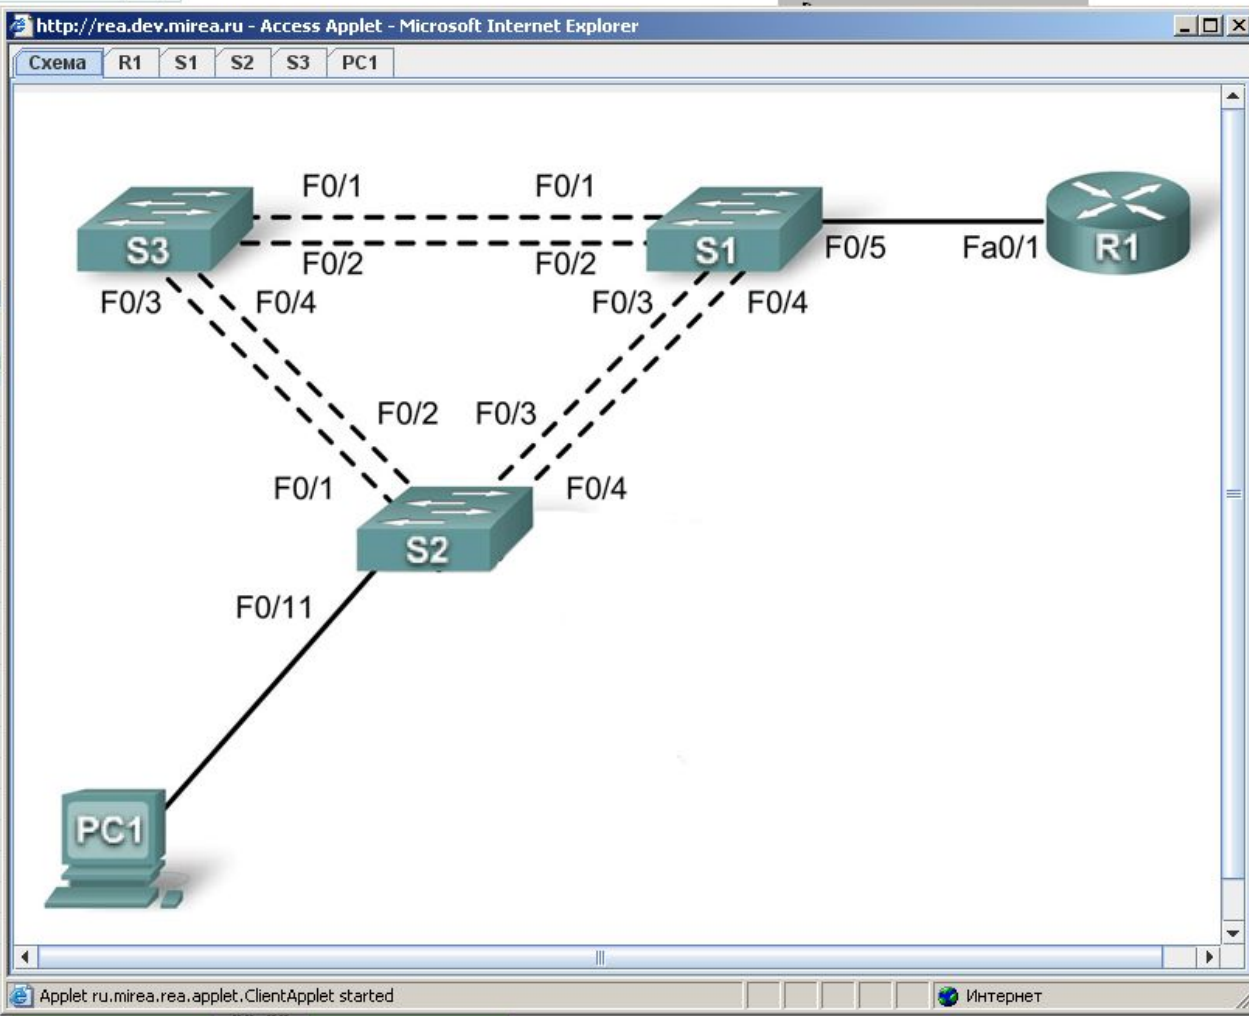 http://rea.dev.mirea.ru - Access Applet - Microsoft Internet Explorer
Схема R1 S1 S2 S3 PC1
F0/1 F0/1
S3 S1 F0/5 Fa0/1 R1
F0/2 F0/2
F0/3 F0/4 F0/3 F0/4
F0/2 F0/3
F0/1 F0/4
S2
F0/11
PC1
Applet ru.mirea.rea.applet.ClientApplet started Интернет